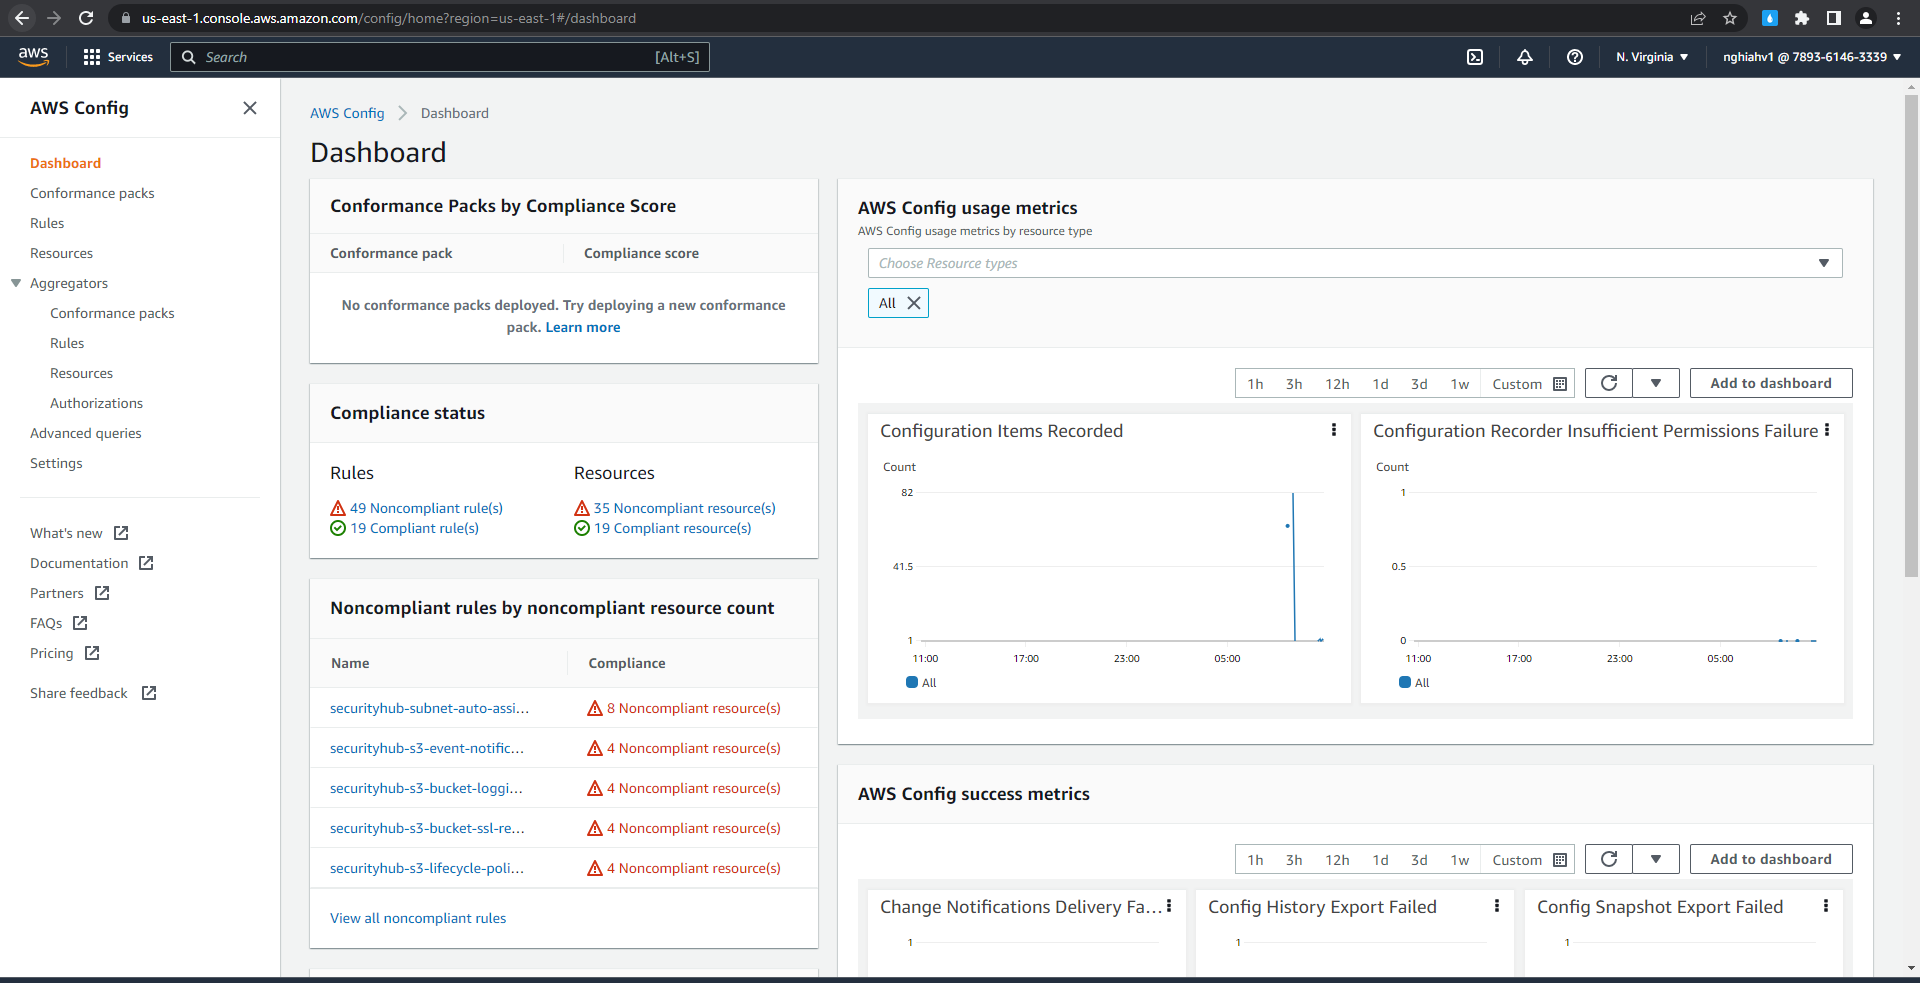 us-east-1.console.aws.amazon.com/config/home?region=us-east-1#/dashboard
aws
Services
Search
[Alt+S]
N. Virginia
nghiahv1 @ 7893-6146-3339
AWS Config
Dashboard
Conformance packs
Rules
Resources
Aggregators
Conformance packs
Rules
Resources
Authorizations
Advanced queries
Settings
What's new
Documentation
Partners
FAQs
Pricing
Share feedback
AWS Config
Dashboard
Dashboard
Conformance Packs by Compliance Score
Conformance pack
Compliance score
No conformance packs deployed. Try deploying a new conformance
pack. Learn more
Compliance status
Rules
49 Noncompliant rule(s)
19 Compliant rule(s)
Resources
35 Noncompliant resource(s)
19 Compliant resource(s)
Noncompliant rules by noncompliant resource count
Name
Compliance
securityhub-subnet-auto-assi...
8 Noncompliant resource(s)
securityhub-s3-event-notific...
4 Noncompliant resource(s)
securityhub-s3-bucket-loggi...
4 Noncompliant resource(s)
securityhub-s3-bucket-ssl-re...
4 Noncompliant resource(s)
securityhub-s3-lifecycle-poli...
4 Noncompliant resource(s)
View all noncompliant rules
AWS Config usage metrics
AWS Config usage metrics by resource type
Choose Resource types
All
1h 3h 12h 1d 3d 1w Custom
Add to dashboard
Configuration Items Recorded
Count
82
41.5
1
11:00 17:00 23:00 05:00
All
Configuration Recorder Insufficient Permissions Failure
Count
1
0.5
0
11:00 17:00 23:00 05:00
All
AWS Config success metrics
1h 3h 12h 1d 3d 1w Custom
Add to dashboard
Change Notifications Delivery Fa...
1
Config History Export Failed
1
Config Snapshot Export Failed
1